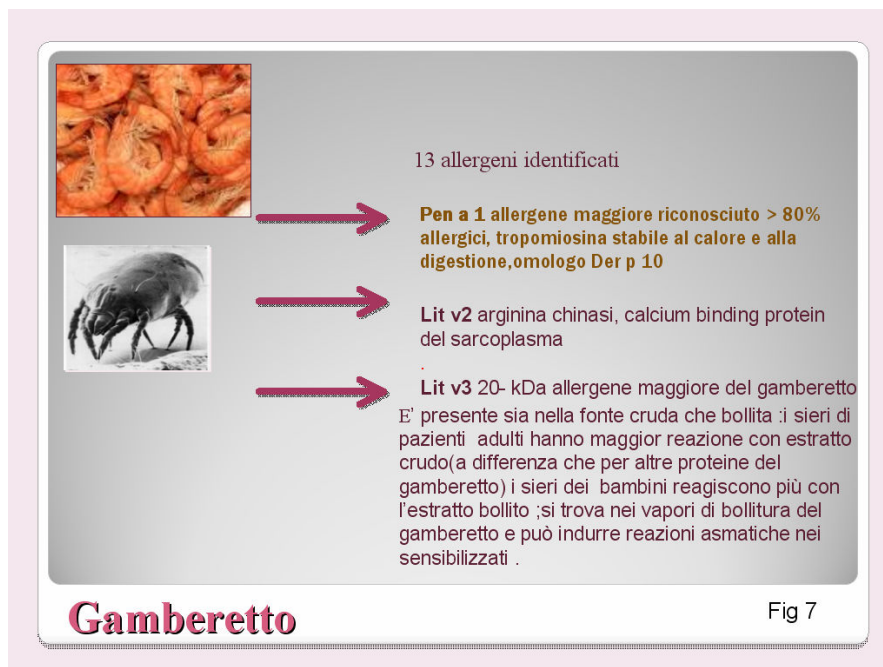 13 allergeni identificati
Pen a 1 allergene maggiore riconosciuto > 80%
allergici, tropomiosina stabile al calore e alla
digestione,omologo Der p 10
Lit v2 arginina chinasi, calcium binding protein
del sarcoplasma
.
Lit v3 20- kDa allergene maggiore del gamberetto
E' presente sia nella fonte cruda che bollita :i sieri di
pazienti adulti hanno maggior reazione con estratto
crudo(a differenza che per altre proteine del
gamberetto) i sieri dei bambini reagiscono più con
l'estratto bollito ;si trova nei vapori di bollitura del
gamberetto e può indurre reazioni asmatiche nei
sensibilizzati .
Gamberetto
Fig 7